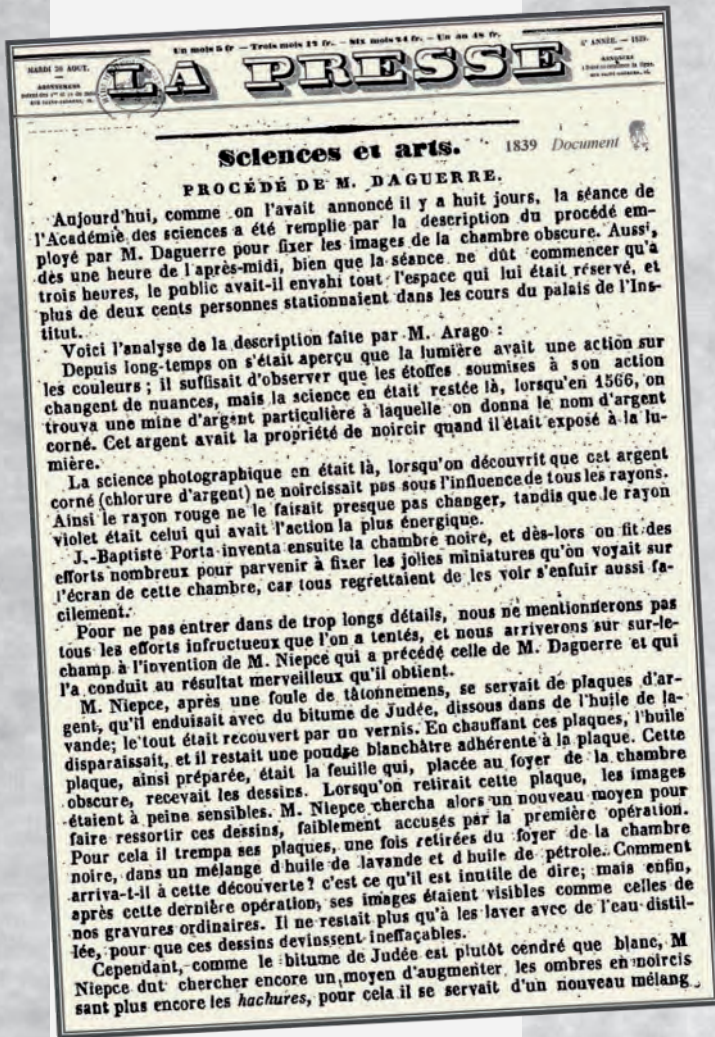 Un mois 5 fr — Trois mois 12 fr. — Six mois 24 fr. — Un an 48 fr.
MARDI 20 AOUT.
ABONNEMENS
LA PRESSE
4e ANNÉE. — 1839.
ANNONCES
Sciences et arts.
1839 Document
PROCÉDÉ DE M. DAGUERRE.
Aujourd'hui, comme on l'avait annoncé il y a huit jours, la séance de
l'Académie des sciences a été remplie par la description du procédé em-
ployé par M. Daguerre pour fixer les images de la chambre obscure. Aussi,
dès une heure de l'après-midi, bien que la séance ne dût commencer qu'à
trois heures, le public avait-il envahi tout l'espace qui lui était réservé, et
plus de deux cents personnes stationnaient dans les cours du palais de l'Ins-
titut.
Voici l'analyse de la description faite par M. Arago :
Depuis long-temps on s'était aperçu que la lumière avait une action sur
les couleurs ; il suffisait d'observer que les étoffes soumises à son action
changent de nuances, mais la science en était restée là, lorsqu'en 1566, on
trouva une mine d'argent particulière à laquelle on donna le nom d'argent
corné. Cet argent avait la propriété de noircir quand il était exposé à la lu-
mière.
La science photographique en était là, lorsqu'on découvrit que cet argent
corné (chlorure d'argent) ne noircissait pas sous l'influence de tous les rayons.
Ainsi le rayon rouge ne le faisait presque pas changer, tandis que le rayon
violet était celui qui avait l'action la plus énergique.
J.-Baptiste Porta inventa ensuite la chambre noire, et dès-lors on fit des
efforts nombreux pour parvenir à fixer les jolies miniatures qu'on voyait sur
l'écran de cette chambre, car tous regrettaient de les voir s'enfuir aussi fa-
cilement.
Pour ne pas entrer dans de trop longs détails, nous ne mentionnerons pas
tous les efforts infructueux que l'on a tentés, et nous arriverons sur sur-le-
champ à l'invention de M. Niepce qui a précédé celle de M. Daguerre et qui
l'a conduit au résultat merveilleux qu'il obtient.
M. Niepce, après une foule de tâtonnemens, se servait de plaques d'ar-
gent, qu'il enduisait avec du bitume de Judée, dissous dans de l'huile de la-
vande; le tout était recouvert par un vernis. En chauffant ces plaques, l'huile
disparaissait, et il restait une poudre blanchâtre adhérente à la plaque. Cette
plaque, ainsi préparée, était la feuille qui, placée au foyer de la chambre
obscure, recevait les dessins. Lorsqu'on retirait cette plaque, les images
étaient à peine sensibles. M. Niepce chercha alors un nouveau moyen pour
faire ressortir ces dessins, faiblement accusés par la première opération.
Pour cela il trempa ses plaques, une fois retirées du foyer de la chambre
noire, dans un mélange d'huile de lavande et d'huile de pétrole. Comment
arriva-t-il à cette découverte ? c'est ce qu'il est inutile de dire; mais enfin,
après cette dernière opération, ses images étaient visibles comme celles de
nos gravures ordinaires. Il ne restait plus qu'à les laver avec de l'eau distil-
lée, pour que ces dessins devinssent ineffaçables.
Cependant, comme le bitume de Judée est plutôt cendré que blanc, M
Niepce dut chercher encore un moyen d'augmenter les ombres en noircis
sant plus encore les hachures, pour cela il se servait d'un nouveau mélang